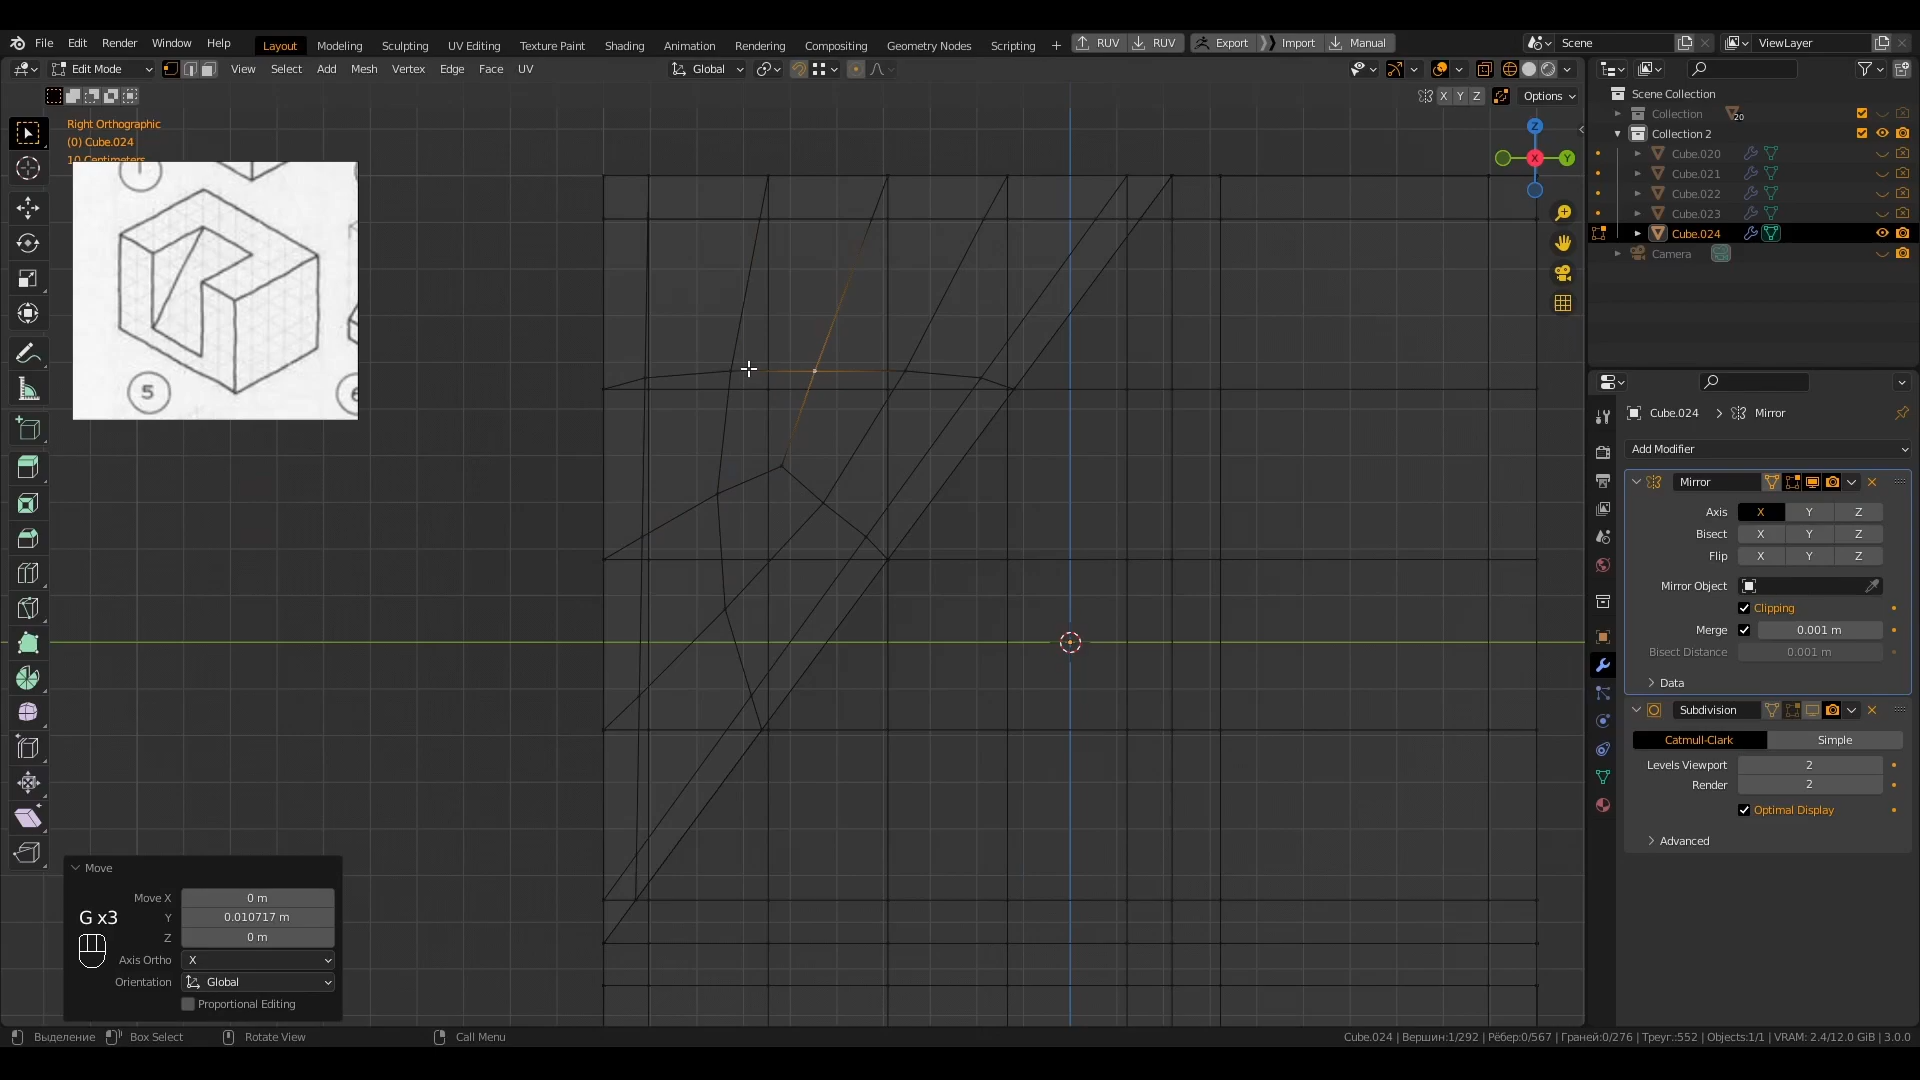 File Edit Render Window Help Layout Modeling Sculpting UV Editing Texture Paint Shading Animation Rendering Compositing Geometry Nodes Scripting + RUV RUV Export Import Manual Scene ViewLayer
Edit Mode View Select Add Mesh Vertex Edge Face UV Global
X Y Z Options
Right Orthographic
(0) Cube.024
10 Centimeters
5
Z
X
Y
Scene Collection
Collection 20
Collection 2
Cube.020
Cube.021
Cube.022
Cube.023
Cube.024
Camera
Cube.024 > Mirror
Add Modifier
Mirror
Axis X Y Z
Bisect X Y Z
Flip X Y Z
Mirror Object
Clipping
Merge 0.001 m
Bisect Distance 0.001 m
Data
Subdivision
Catmull-Clark Simple
Levels Viewport 2
Render 2
Optimal Display
Advanced
Move
Move X 0 m
Y 0.010717 m
Z 0 m
Axis Ortho X
Orientation Global
Proportional Editing
G x3
Выделение Box Select Rotate View Call Menu
Cube.024 | Вершин:1/292 | Рёбер:0/567 | Граней:0/276 | Треуг.:552 | Objects:1/1 | VRAM: 2.4/12.0 GiB | 3.0.0